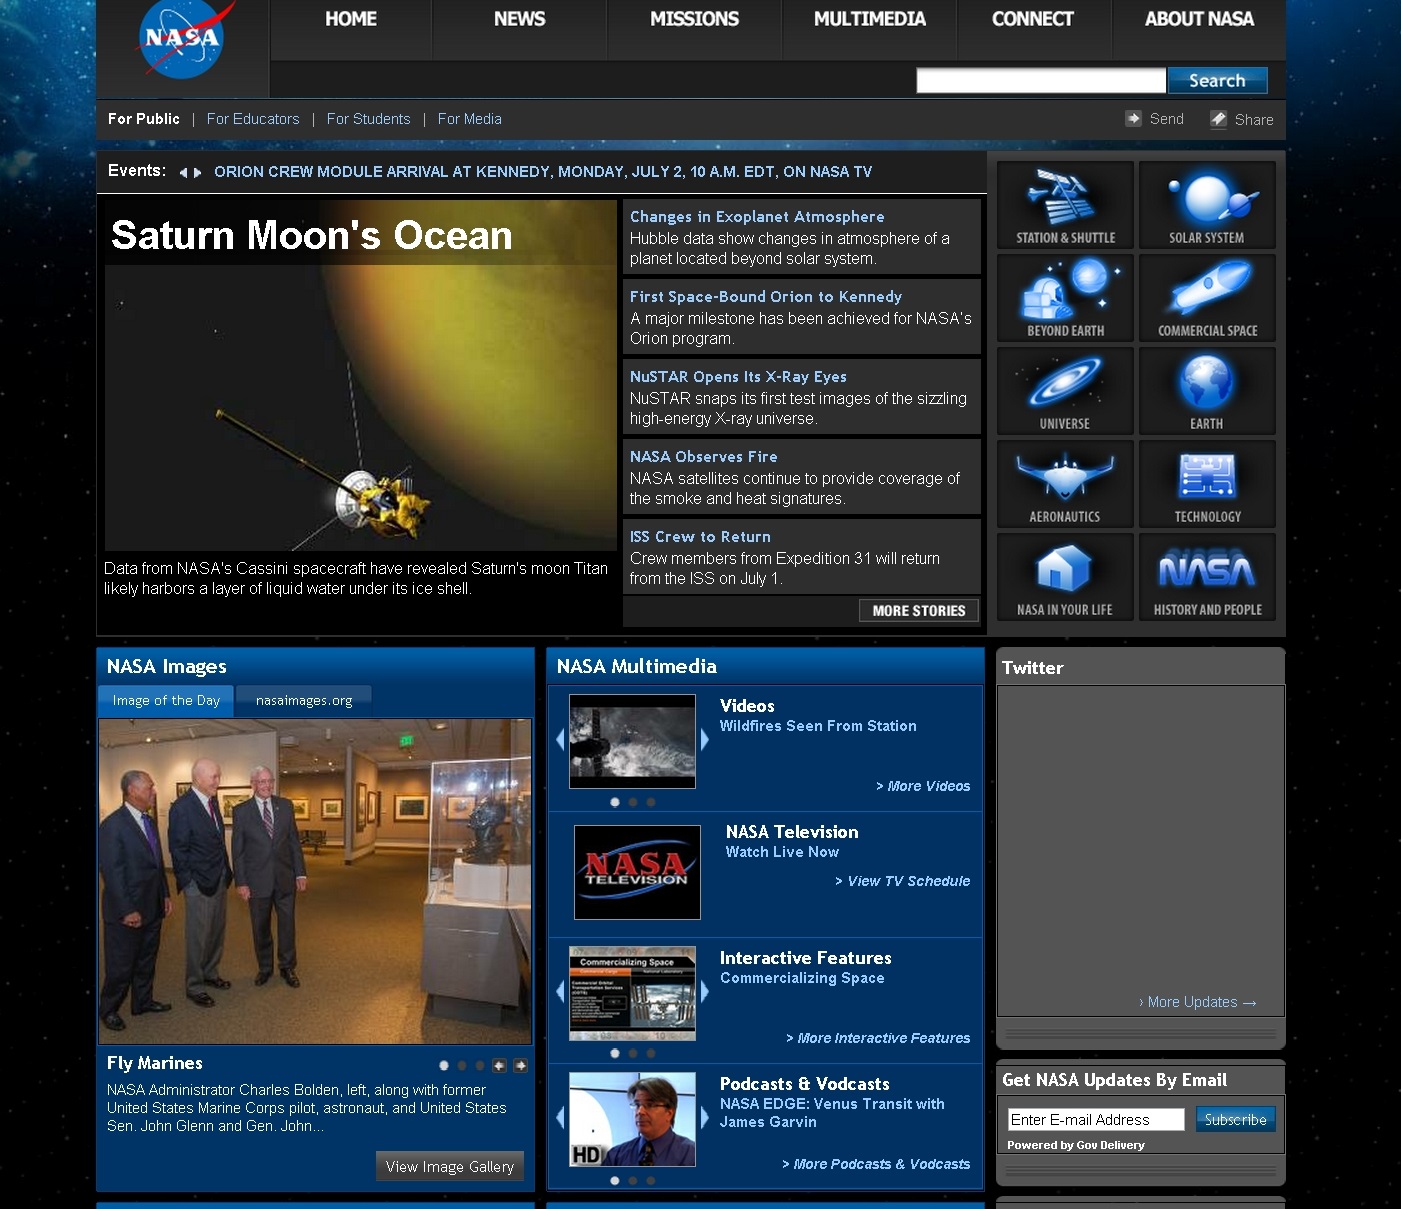 NASA
HOME
NEWS
MISSIONS
MULTIMEDIA
CONNECT
ABOUT NASA
Search
For Public | For Educators | For Students | For Media
Send
Share
Events:
ORION CREW MODULE ARRIVAL AT KENNEDY, MONDAY, JULY 2, 10 A.M. EDT, ON NASA TV
Saturn Moon's Ocean
Data from NASA's Cassini spacecraft have revealed Saturn's moon Titan
likely harbors a layer of liquid water under its ice shell.
Changes in Exoplanet Atmosphere
Hubble data show changes in atmosphere of a
planet located beyond solar system.
First Space-Bound Orion to Kennedy
A major milestone has been achieved for NASA's
Orion program.
NuSTAR Opens Its X-Ray Eyes
NuSTAR snaps its first test images of the sizzling
high-energy X-ray universe.
NASA Observes Fire
NASA satellites continue to provide coverage of
the smoke and heat signatures.
ISS Crew to Return
Crew members from Expedition 31 will return
from the ISS on July 1.
MORE STORIES
STATION & SHUTTLE
SOLAR SYSTEM
BEYOND EARTH
COMMERCIAL SPACE
UNIVERSE
EARTH
AERONAUTICS
TECHNOLOGY
NASA IN YOUR LIFE
NASA
HISTORY AND PEOPLE
NASA Images
Image of the Day
nasaimages.org
Fly Marines
NASA Administrator Charles Bolden, left, along with former
United States Marine Corps pilot, astronaut, and United States
Sen. John Glenn and Gen. John...
View Image Gallery
NASA Multimedia
Videos
Wildfires Seen From Station
> More Videos
NASA
TELEVISION
NASA Television
Watch Live Now
> View TV Schedule
Commercializing Space
Commercial Cargo
National Laboratory
Commercial Orbital
Transportation Services
(COTS)
Interactive Features
Commercializing Space
> More Interactive Features
HD
Podcasts & Vodcasts
NASA EDGE: Venus Transit with
James Garvin
> More Podcasts & Vodcasts
Twitter
› More Updates →
Get NASA Updates By Email
Enter E-mail Address
Subscribe
Powered by Gov Delivery